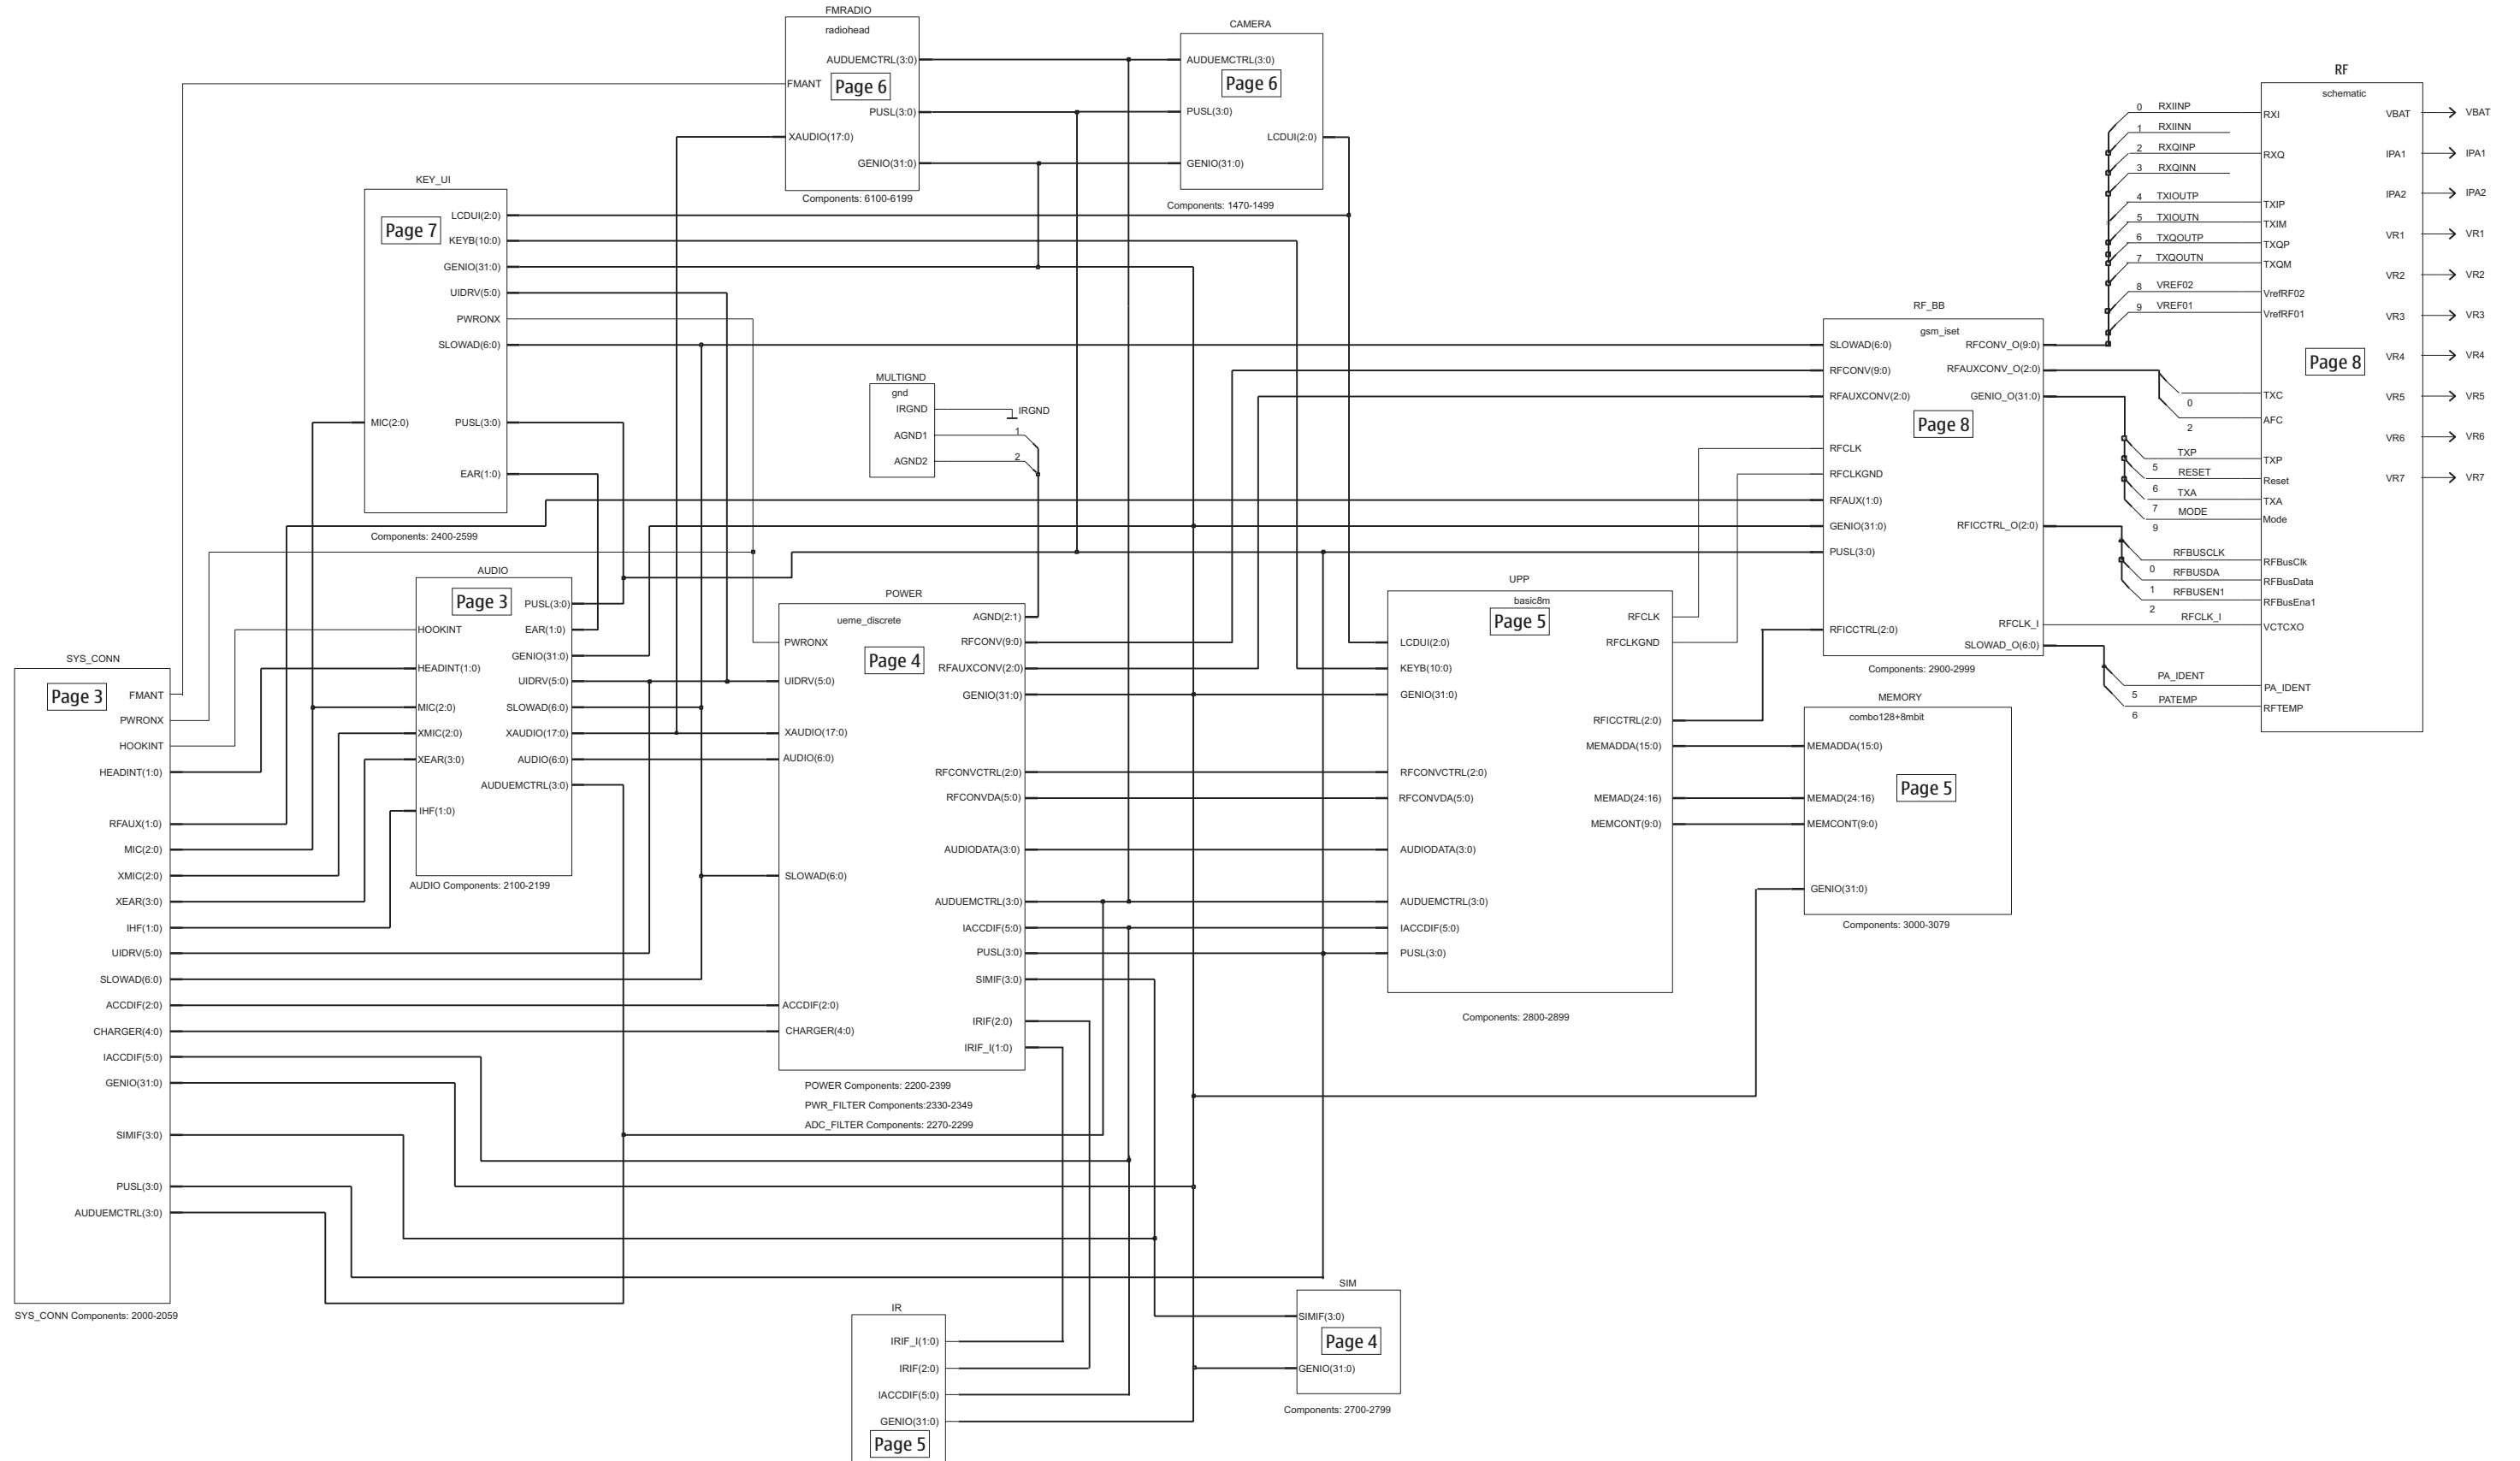 FMRADIO
radiohead
AUDUEMCTRL(3:0)
FMANT
Page 6
PUSL(3:0)
XAUDIO(17:0)
GENIO(31:0)
Components: 6100-6199
CAMERA
AUDUEMCTRL(3:0)
Page 6
PUSL(3:0)
LCDUI(2:0)
GENIO(31:0)
Components: 1470-1499
KEY_UI
LCDUI(2:0)
Page 7
KEYB(10:0)
GENIO(31:0)
UIDRV(5:0)
PWRONX
SLOWAD(6:0)
MIC(2:0)
PUSL(3:0)
EAR(1:0)
Components: 2400-2599
MULTIGND
gnd
IRGND
IRGND
AGND1
1
AGND2
2
RF_BB
gsm_iset
SLOWAD(6:0)
RFCONV_O(9:0)
RFCONV(9:0)
RFAUXCONV_O(2:0)
RFAUXCONV(2:0)
GENIO_O(31:0)
Page 8
RFCLK
RFCLKGND
RFAUX(1:0)
GENIO(31:0)
RFICCTRL_O(2:0)
PUSL(3:0)
RFICCTRL(2:0)
RFCLK_I
SLOWAD_O(6:0)
Components: 2900-2999
RF
schematic
0 RXIINP
RXI
1 RXIINN
2 RXQINP
RXQ
3 RXQINN
4 TXIOUTP
TXIP
5 TXIOUTN
TXIM
6 TXQOUTP
TXQP
7 TXQOUTN
TXQM
8 VREF02
VrefRF02
9 VREF01
VrefRF01
Page 8
TXC
0
AFC
2
TXP
TXP
5
RESET
Reset
6
TXA
TXA
7
MODE
Mode
9
RFBUSCLK
RFBusClk
0
RFBUSDA
RFBusData
1
RFBUSEN1
RFBusEna1
2
RFCLK_I
VCTCXO
PA_IDENT
PA_IDENT
5
PATEMP
RFTEMP
6
VBAT VBAT
IPA1 IPA1
IPA2 IPA2
VR1 VR1
VR2 VR2
VR3 VR3
VR4 VR4
VR5 VR5
VR6 VR6
VR7 VR7
AUDIO
Page 3
PUSL(3:0)
HOOKINT
EAR(1:0)
GENIO(31:0)
HEADINT(1:0)
UIDRV(5:0)
MIC(2:0)
SLOWAD(6:0)
XMIC(2:0)
XAUDIO(17:0)
XEAR(3:0)
AUDIO(6:0)
AUDUEMCTRL(3:0)
IHF(1:0)
AUDIO Components: 2100-2199
POWER
ueme_discrete
AGND(2:1)
PWRONX
RFCONV(9:0)
Page 4
RFAUXCONV(2:0)
UIDRV(5:0)
GENIO(31:0)
XAUDIO(17:0)
AUDIO(6:0)
RFCONVCTRL(2:0)
RFCONVDA(5:0)
AUDIODATA(3:0)
SLOWAD(6:0)
AUDUEMCTRL(3:0)
IACCDIF(5:0)
PUSL(3:0)
SIMIF(3:0)
ACCDIF(2:0)
IRIF(2:0)
CHARGER(4:0)
IRIF_I(1:0)
POWER Components: 2200-2399
PWR_FILTER Components:2330-2349
ADC_FILTER Components: 2270-2299
UPP
basic8m
Page 5
RFCLK
LCDUI(2:0)
RFCLKGND
KEYB(10:0)
GENIO(31:0)
RFICCTRL(2:0)
MEMADDA(15:0)
RFCONVCTRL(2:0)
RFCONVDA(5:0)
MEMAD(24:16)
MEMCONT(9:0)
AUDIODATA(3:0)
AUDUEMCTRL(3:0)
IACCDIF(5:0)
PUSL(3:0)
Components: 2800-2899
MEMORY
combo128+8mbit
MEMADDA(15:0)
Page 5
MEMAD(24:16)
MEMCONT(9:0)
GENIO(31:0)
Components: 3000-3079
SYS_CONN
Page 3
FMANT
PWRONX
HOOKINT
HEADINT(1:0)
RFAUX(1:0)
MIC(2:0)
XMIC(2:0)
XEAR(3:0)
IHF(1:0)
UIDRV(5:0)
SLOWAD(6:0)
ACCDIF(2:0)
CHARGER(4:0)
IACCDIF(5:0)
GENIO(31:0)
SIMIF(3:0)
PUSL(3:0)
AUDUEMCTRL(3:0)
SYS_CONN Components: 2000-2059
IR
IRIF_I(1:0)
IRIF(2:0)
IACCDIF(5:0)
GENIO(31:0)
Page 5
SIM
SIMIF(3:0)
Page 4
GENIO(31:0)
Components: 2700-2799